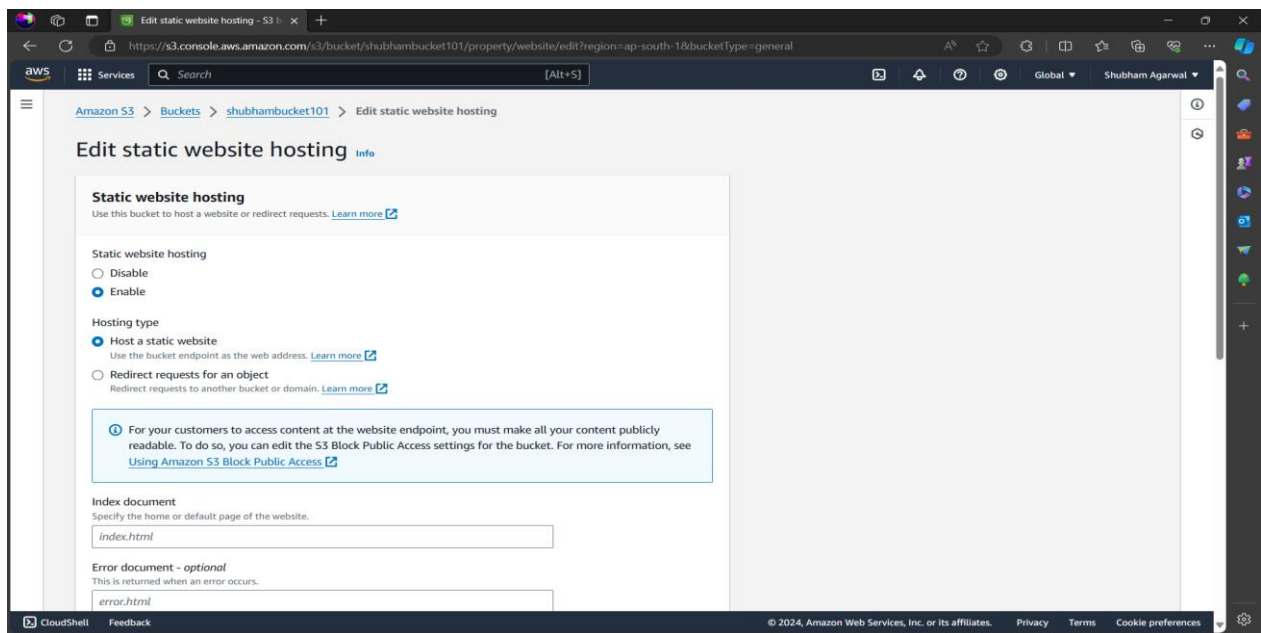 Edit static website hosting - S3 b
https://s3.console.aws.amazon.com/s3/bucket/shubhambucket101/property/website/edit?region=ap-south-1&bucketType=general
aws Services Search [Alt+S] Global Shubham Agarwal
Amazon S3 > Buckets > shubhambucket101 > Edit static website hosting
Edit static website hosting Info
Static website hosting
Use this bucket to host a website or redirect requests. Learn more
Static website hosting
Disable
Enable
Hosting type
Host a static website
Use the bucket endpoint as the web address. Learn more
Redirect requests for an object
Redirect requests to another bucket or domain. Learn more
For your customers to access content at the website endpoint, you must make all your content publicly
readable. To do so, you can edit the S3 Block Public Access settings for the bucket. For more information, see
Using Amazon S3 Block Public Access
Index document
Specify the home or default page of the website.
index.html
Error document - optional
This is returned when an error occurs.
error.html
CloudShell Feedback © 2024, Amazon Web Services, Inc. or its affiliates. Privacy Terms Cookie preferences